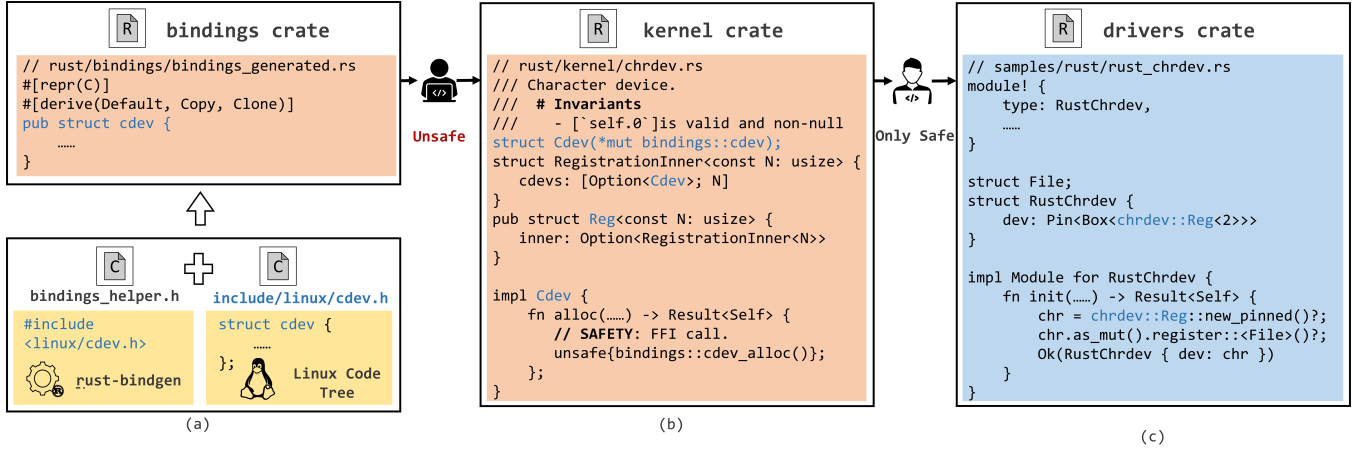 R
bindings crate
// rust/bindings/bindings_generated.rs
#[repr(C)]
#[derive(Default, Copy, Clone)]
pub struct cdev {
……
}
C
C
bindings_helper.h
include/linux/cdev.h
#include
<linux/cdev.h>
rust-bindgen
struct cdev {
……
};
Linux Code
Tree
(a)
</>
Unsafe
R
kernel crate
// rust/kernel/chrdev.rs
/// Character device.
/// # Invariants
/// - [`self.0`]is valid and non-null
struct Cdev(*mut bindings::cdev);
struct RegistrationInner<const N: usize> {
cdevs: [Option<Cdev>; N]
}
pub struct Reg<const N: usize> {
inner: Option<RegistrationInner<N>>
}
impl Cdev {
fn alloc(……) -> Result<Self> {
// SAFETY: FFI call.
unsafe{bindings::cdev_alloc()};
};
}
(b)
</>
Only Safe
R
drivers crate
// samples/rust/rust_chrdev.rs
module! {
type: RustChrdev,
……
}
struct File;
struct RustChrdev {
dev: Pin<Box<chrdev::Reg<2>>>
}
impl Module for RustChrdev {
fn init(……) -> Result<Self> {
chr = chrdev::Reg::new_pinned()?;
chr.as_mut().register::<File>()?;
Ok(RustChrdev { dev: chr })
}
}
(c)